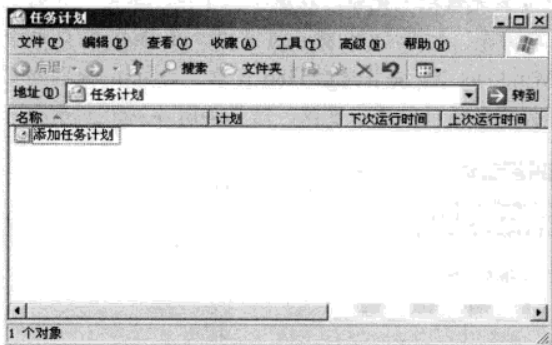 任务计划
文件(F) 编辑(E) 查看(V) 收藏(A) 工具(T) 高级(N) 帮助(H)
后退 搜索 文件夹
地址(D) 任务计划 转到
名称 计划 下次运行时间 上次运行时间
添加任务计划
1 个对象